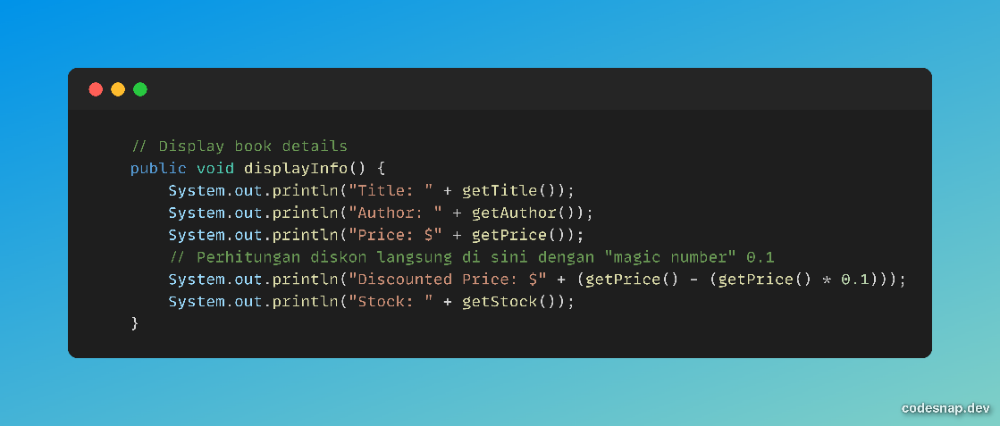 // Display book details
public void displayInfo() {
    System.out.println("Title: " + getTitle());
    System.out.println("Author: " + getAuthor());
    System.out.println("Price: $" + getPrice());
    // Perhitungan diskon langsung di sini dengan "magic number" 0.1
    System.out.println("Discounted Price: $" + (getPrice() - (getPrice() * 0.1)));
    System.out.println("Stock: " + getStock());
}
codesnap.dev